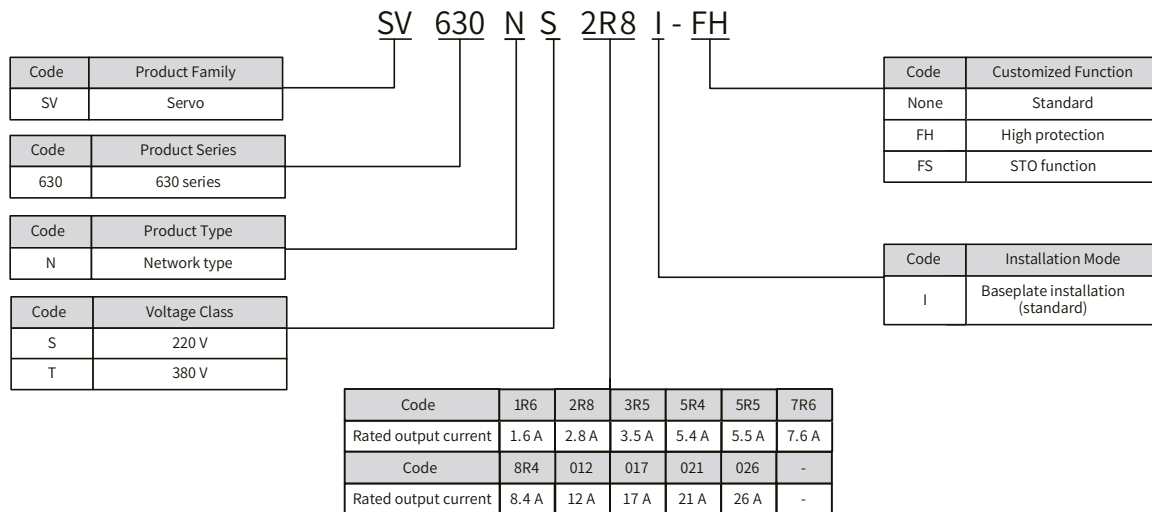 SV 630 N S 2R8 I - FH
Code Product Family
SV Servo
Code Product Series
630 630 series
Code Product Type
N Network type
Code Voltage Class
S 220 V
T 380 V
Code Customized Function
None Standard
FH High protection
FS STO function
Code Installation Mode
I Baseplate installation
(standard)
Code 1R6 2R8 3R5 5R4 5R5 7R6
Rated output current 1.6 A 2.8 A 3.5 A 5.4 A 5.5 A 7.6 A
Code 8R4 012 017 021 026 -
Rated output current 8.4 A 12 A 17 A 21 A 26 A -